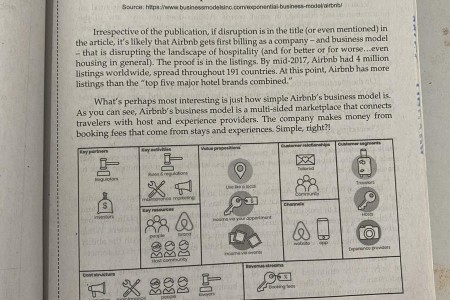 Source: https://www.businessmodelsinc.com/exponential-business-model/airbnb/
Irrespective of the publication, if disruption is in the title (or even mentioned) in
the article, it's likely that Airbnb gets first billing as a company – and business model
– that is disrupting the landscape of hospitality (and for better or for worse...even
housing in general). The proof is in the listings. By mid-2017, Airbnb had 4 million
listings worldwide, spread throughout 191 countries. At this point, Airbnb has more
listings than the "top five major hotel brands combined."
What's perhaps most interesting is just how simple Airbnb's business model is.
As you can see, Airbnb's business model is a multi-sided marketplace that connects
travelers with host and experience providers. The company makes money from
booking fees that come from stays and experiences. Simple, right?!
Key partners
Regulators
Investors
Key activities
Rules & regulations
maintenance marketing
Key resources
people brand
Host community
Value propositions
Live like a local
Income via your appartment
Income via events
Customer relationships
Tailored
Community
Channels
website app
Customer segments
Travelers
Hosts
Experience providers
Cost structure
people
lawyers
Revenue streams
Booking fees